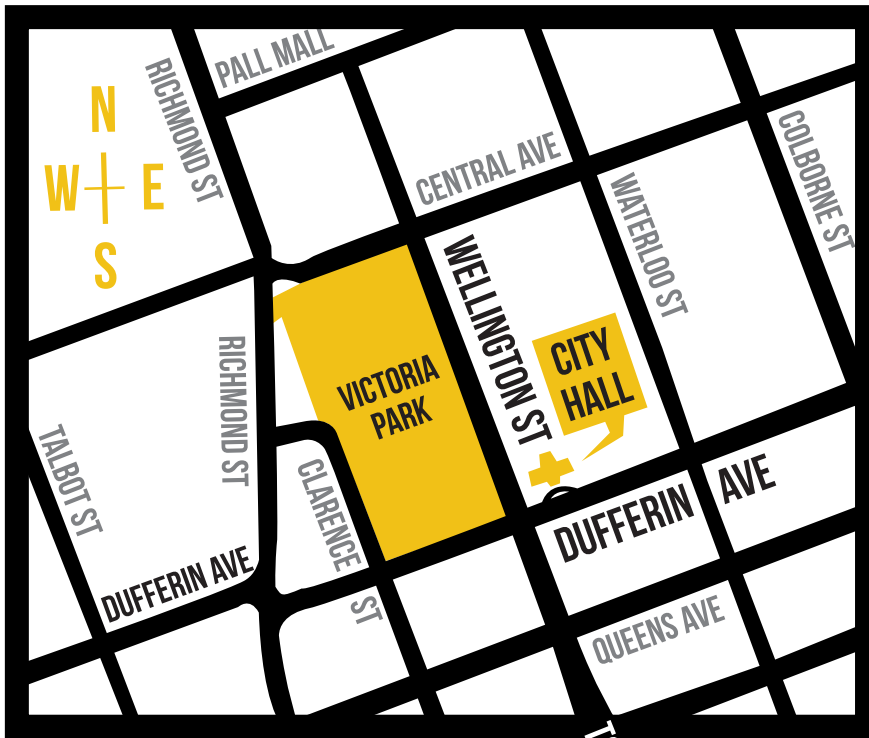 PALL MALL
RICHMOND ST
N
W E
S
CENTRAL AVE
COLBORNE ST
WATERLOO ST
WELLINGTON ST
CITY
HALL
VICTORIA
PARK
RICHMOND ST
TALBOT ST
CLARENCE
ST
DUFFERIN AVE
DUFFERIN AVE
QUEENS AVE